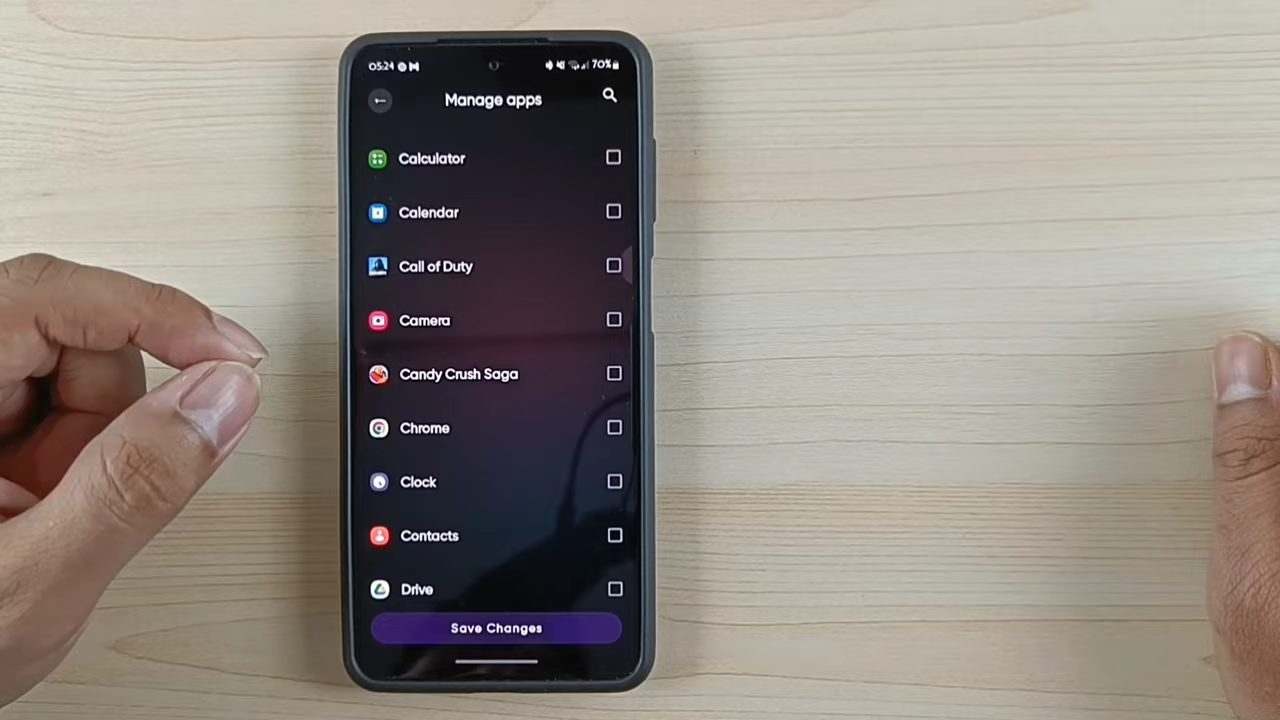 05:24 70%
Manage apps
Calculator
Calendar
Call of Duty
Camera
Candy Crush Saga
Chrome
Clock
Contacts
Drive
Save Changes